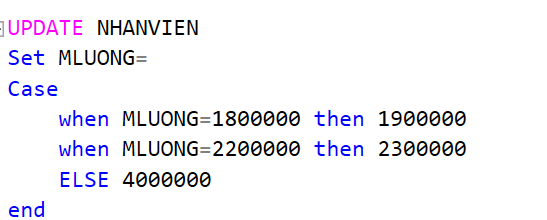 UPDATE NHANVIEN
Set MLUONG=
Case
when MLUONG=1800000 then 1900000
when MLUONG=2200000 then 2300000
ELSE 4000000
end